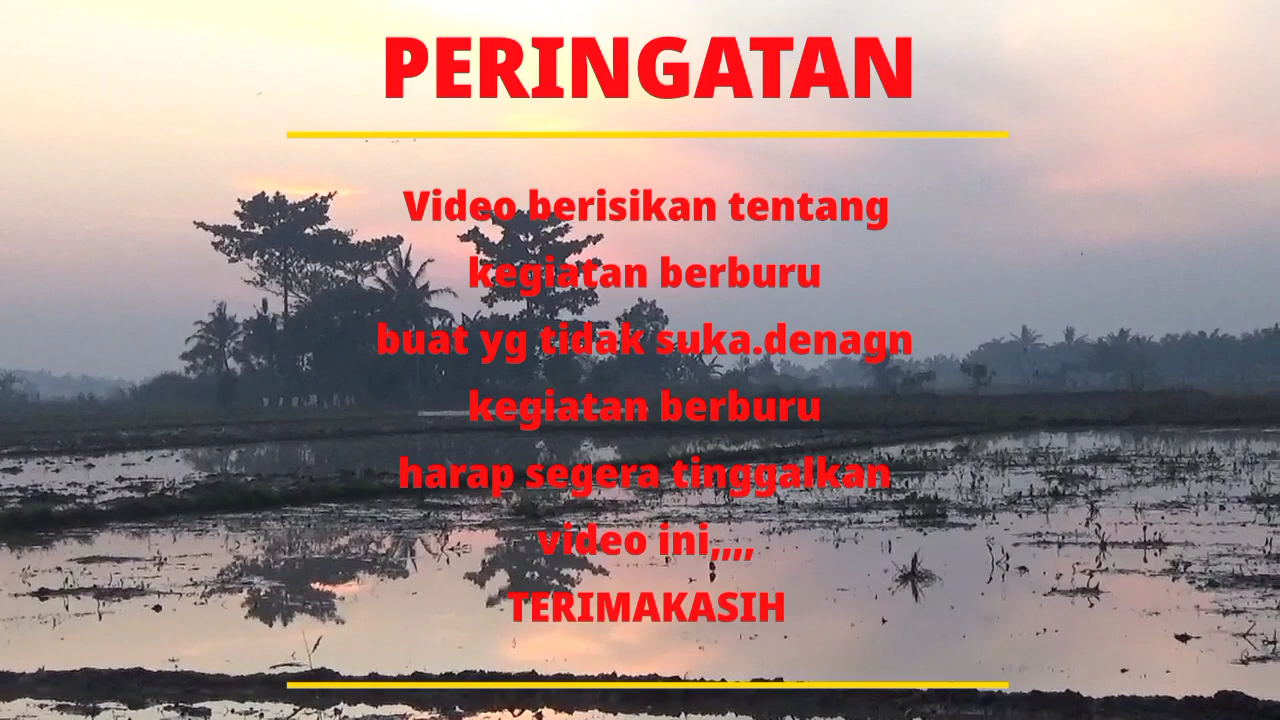 PERINGATAN
Video berisikan tentang
kegiatan berburu
buat yg tidak suka.denagn
kegiatan berburu
harap segera tinggalkan
video ini,,,,
TERIMAKASIH